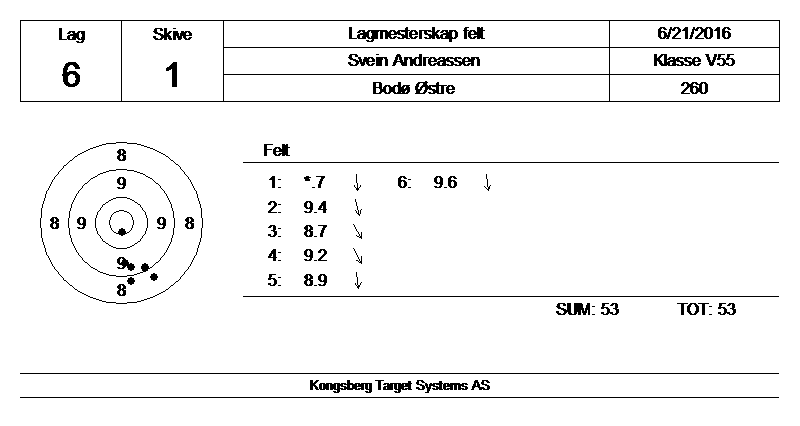 Lag Skive Lagmesterskap felt 6/21/2016
6 1 Svein Andreassen Klasse V55
Bodø Østre 260
Felt
1: *.7 6: 9.6
2: 9.4
3: 8.7
4: 9.2
5: 8.9
8
9
8 9 9 8
9
8
SUM: 53 TOT: 53
Kongsberg Target Systems AS